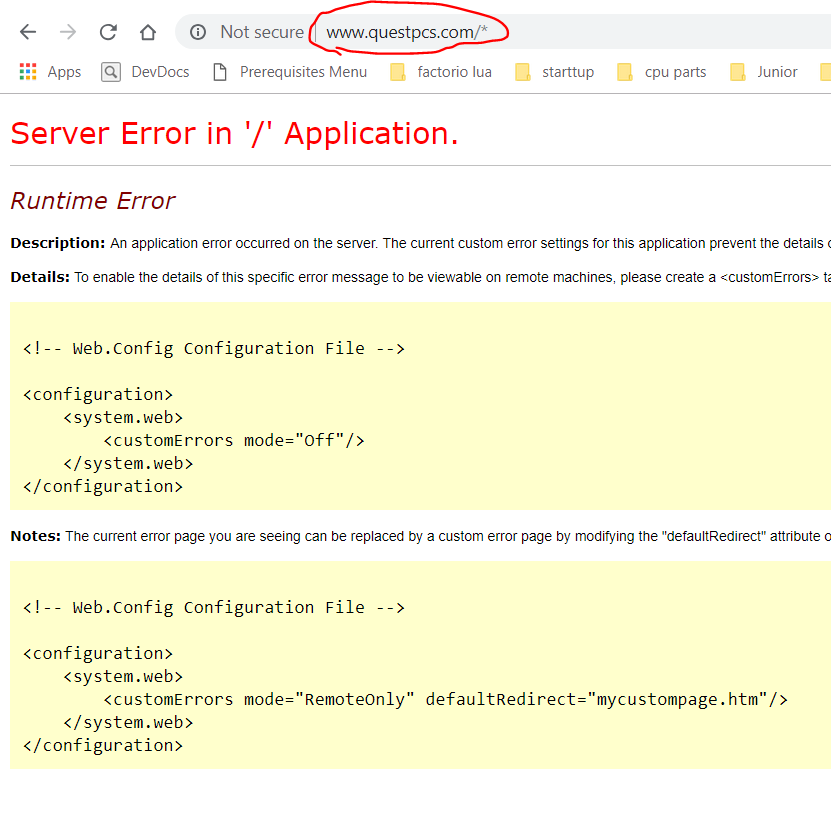 Not secure www.questpcs.com/*
Apps DevDocs Prerequisites Menu factorio lua starttup cpu parts Junior
Server Error in '/' Application.
Runtime Error
Description: An application error occurred on the server. The current custom error settings for this application prevent the details
Details: To enable the details of this specific error message to be viewable on remote machines, please create a <customErrors>
<!-- Web.Config Configuration File -->
<configuration>
<system.web>
<customErrors mode="Off"/>
</system.web>
</configuration>
Notes: The current error page you are seeing can be replaced by a custom error page by modifying the "defaultRedirect" attribute
<!-- Web.Config Configuration File -->
<configuration>
<system.web>
<customErrors mode="RemoteOnly" defaultRedirect="mycustompage.htm"/>
</system.web>
</configuration>